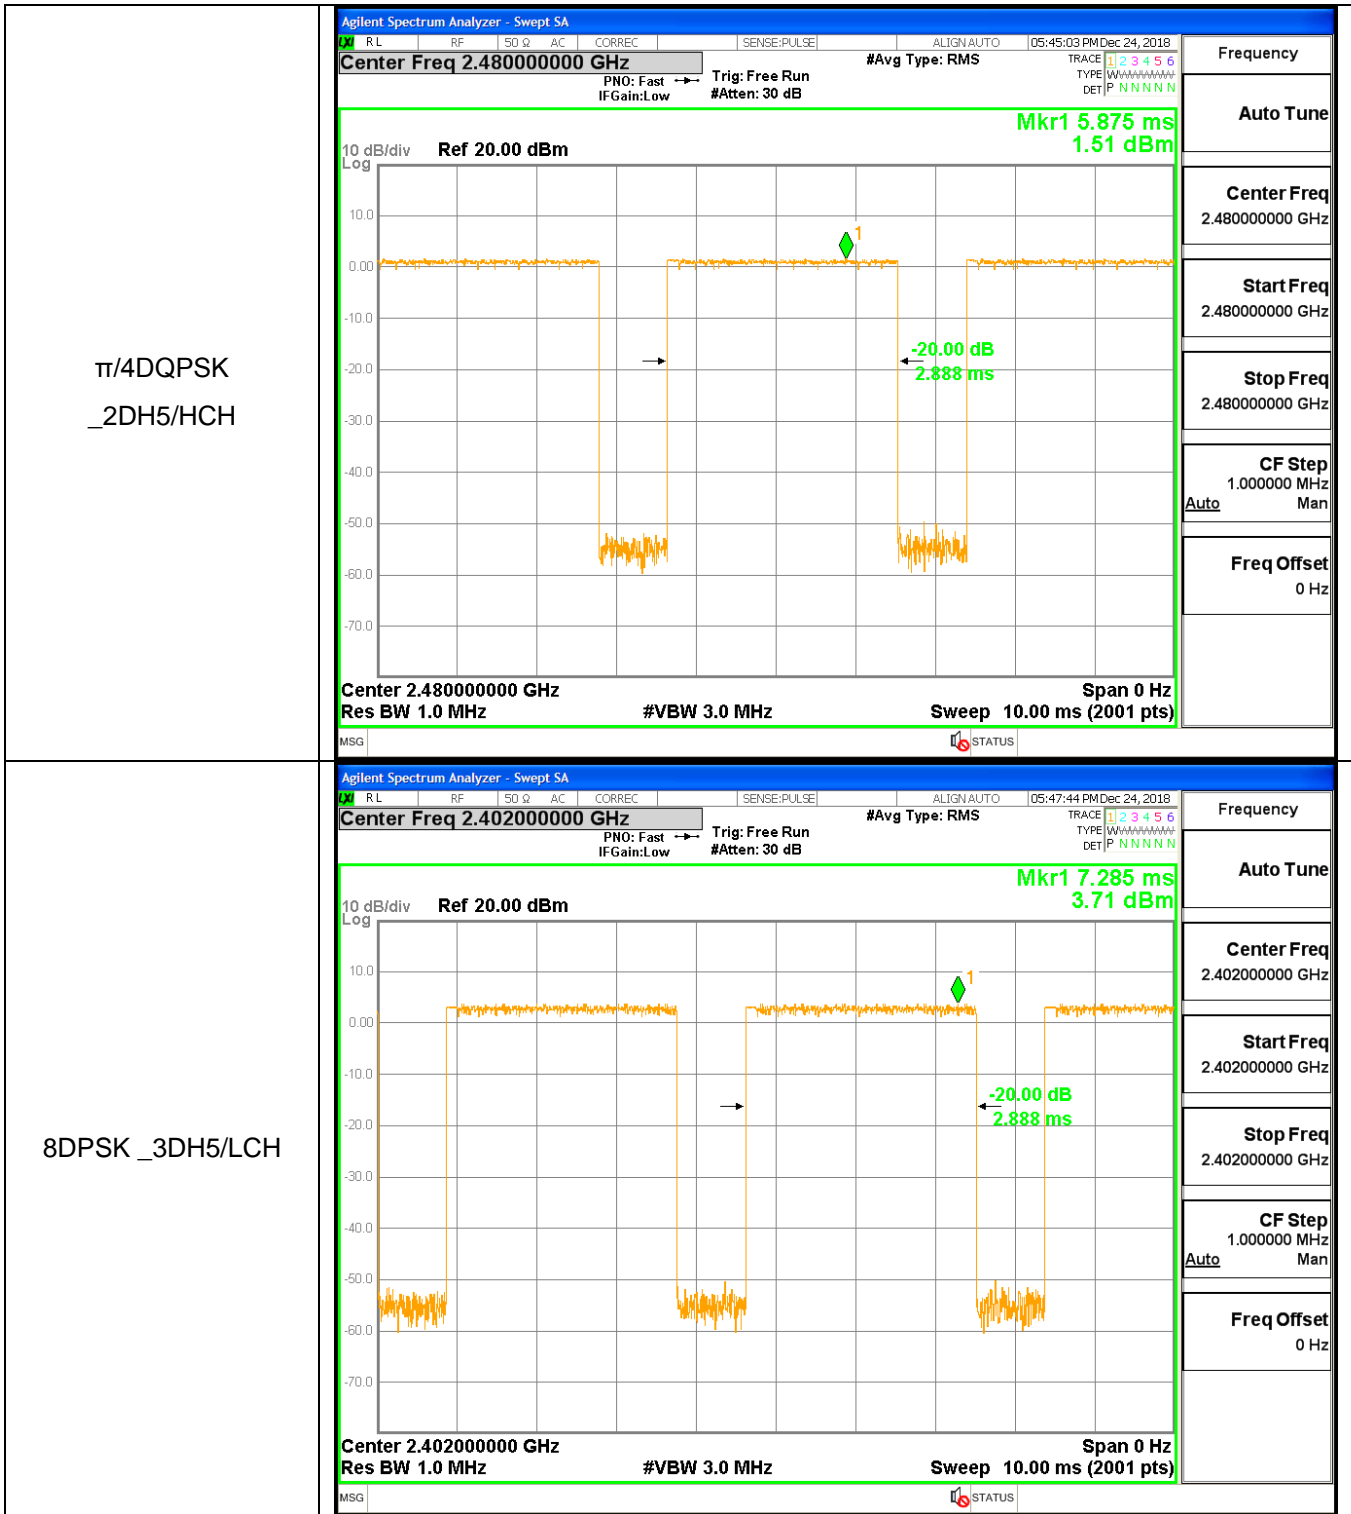 π/4DQPSK
_2DH5/HCH
Agilent Spectrum Analyzer - Swept SA
LXI RL RF 50 Ω AC CORREC SENSE:PULSE ALIGN AUTO 05:45:03 PM Dec 24, 2018
Center Freq 2.480000000 GHz
PNO: Fast
IFGain:Low
Trig: Free Run
#Atten: 30 dB
#Avg Type: RMS
TRACE 1 2 3 4 5 6
TYPE WWWWWW
DET P N N N N N
Mkr1 5.875 ms
1.51 dBm
10 dB/div
Log
Ref 20.00 dBm
10.0
0.00
-10.0
-20.0
-30.0
-40.0
-50.0
-60.0
-70.0
1
-20.00 dB
2.888 ms
Center 2.480000000 GHz
Span 0 Hz
Res BW 1.0 MHz
#VBW 3.0 MHz
Sweep 10.00 ms (2001 pts)
MSG
STATUS
Frequency
Auto Tune
Center Freq
2.480000000 GHz
Start Freq
2.480000000 GHz
Stop Freq
2.480000000 GHz
CF Step
1.000000 MHz
Auto Man
Freq Offset
0 Hz
8DPSK _3DH5/LCH
Agilent Spectrum Analyzer - Swept SA
LXI RL RF 50 Ω AC CORREC SENSE:PULSE ALIGN AUTO 05:47:44 PM Dec 24, 2018
Center Freq 2.402000000 GHz
PNO: Fast
IFGain:Low
Trig: Free Run
#Atten: 30 dB
#Avg Type: RMS
TRACE 1 2 3 4 5 6
TYPE WWWWWW
DET P N N N N N
Mkr1 7.285 ms
3.71 dBm
10 dB/div
Log
Ref 20.00 dBm
10.0
0.00
-10.0
-20.0
-30.0
-40.0
-50.0
-60.0
-70.0
1
-20.00 dB
2.888 ms
Center 2.402000000 GHz
Span 0 Hz
Res BW 1.0 MHz
#VBW 3.0 MHz
Sweep 10.00 ms (2001 pts)
MSG
STATUS
Frequency
Auto Tune
Center Freq
2.402000000 GHz
Start Freq
2.402000000 GHz
Stop Freq
2.402000000 GHz
CF Step
1.000000 MHz
Auto Man
Freq Offset
0 Hz